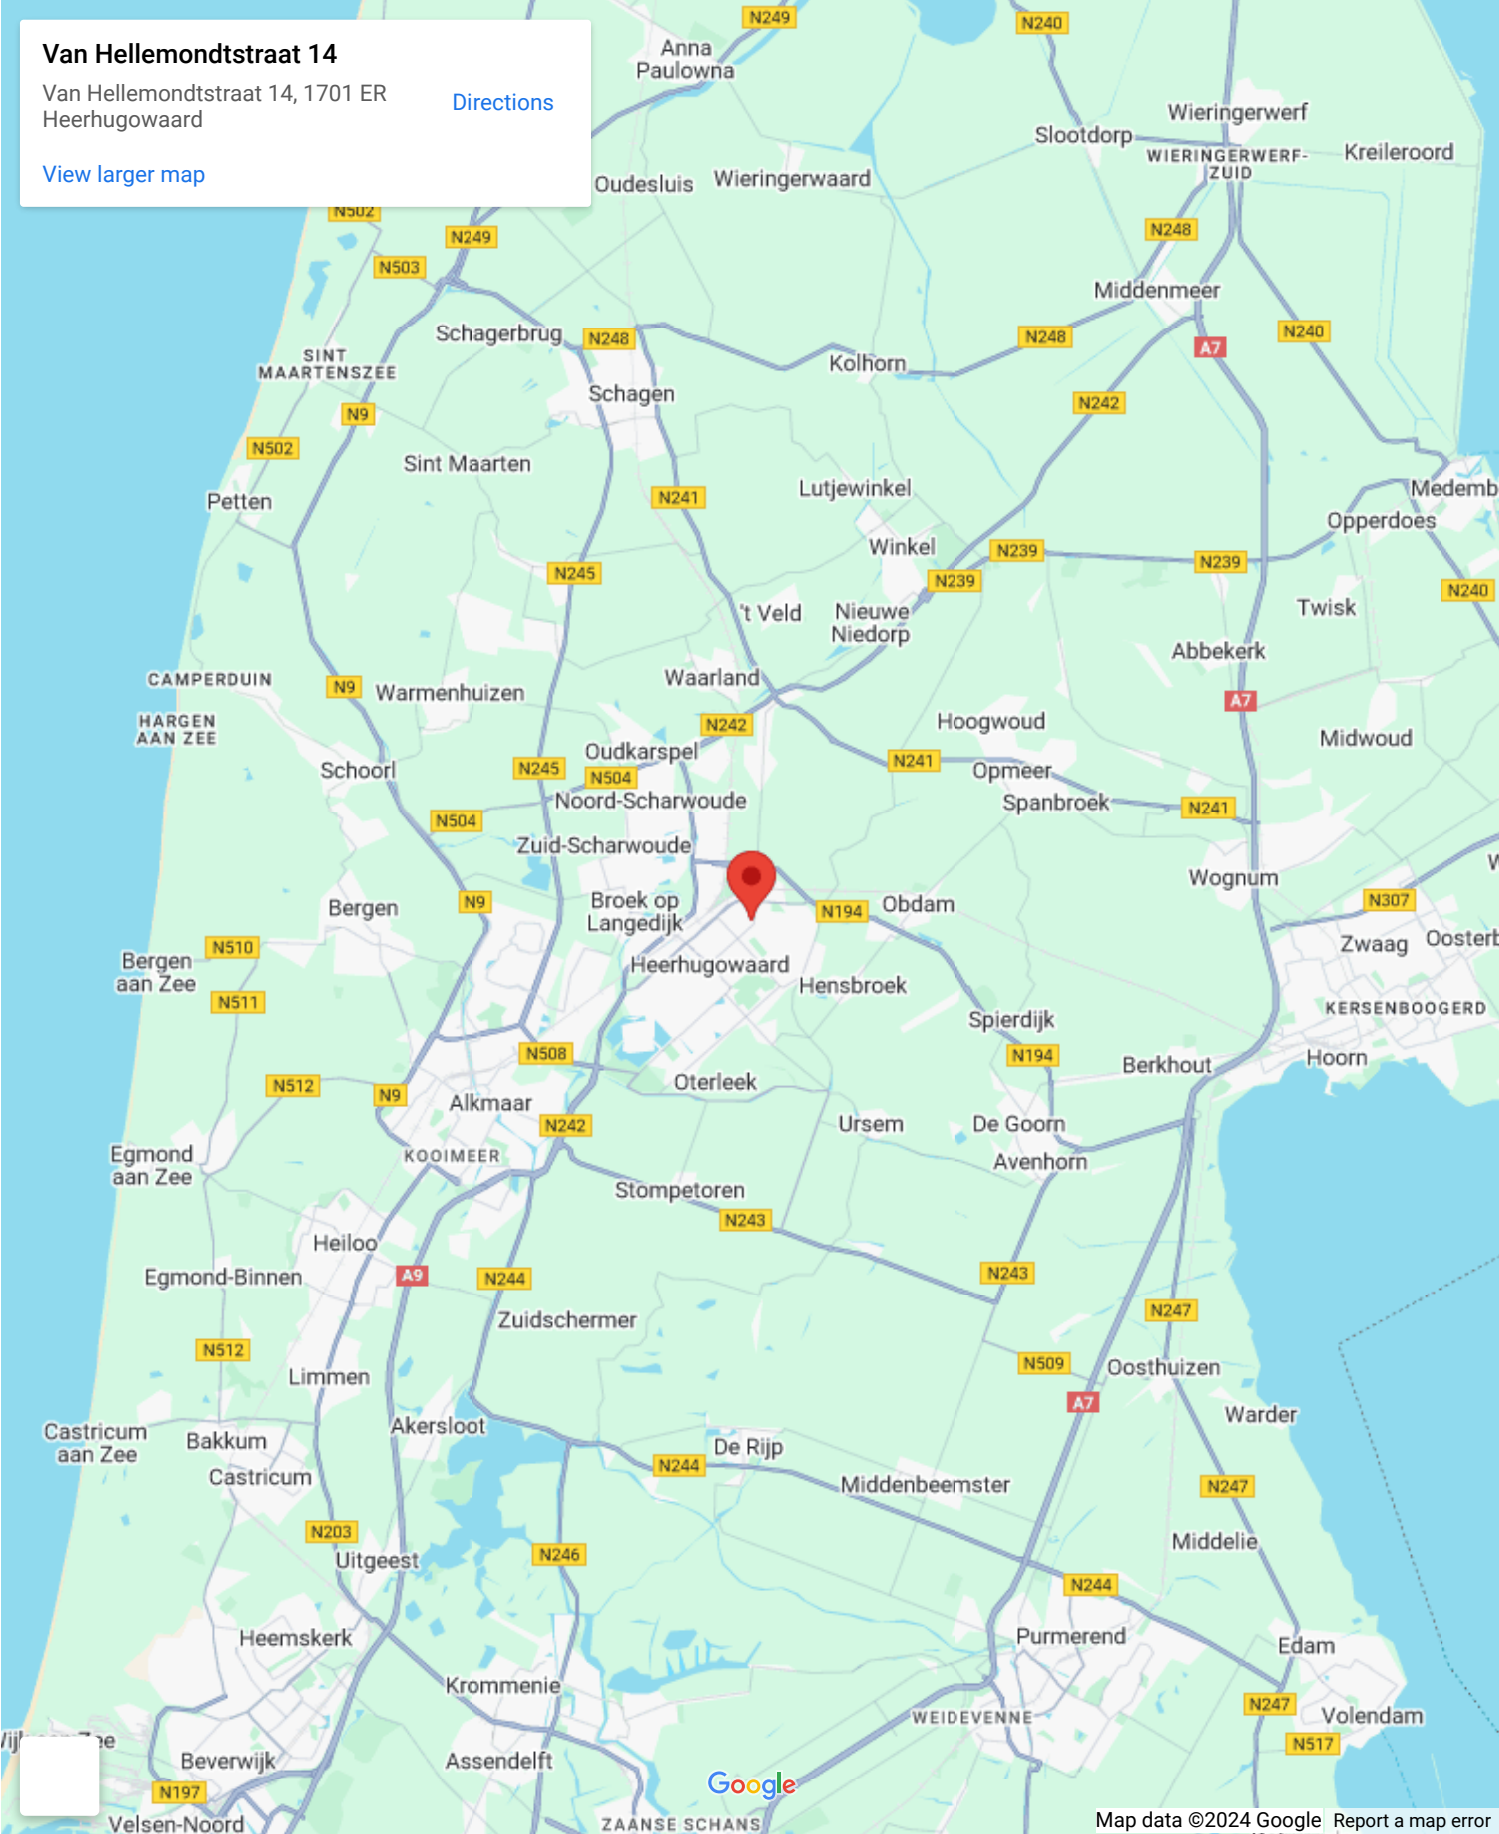 Van Hellemondtstraat 14
Van Hellemondtstraat 14, 1701 ER
Heerhugowaard
Directions
View larger map
N249
N240
Anna
Paulowna
Wieringerwerf
Slootdorp
WIERINGERWERF-
ZUID
Kreileroord
Oudesluis
Wieringerwaard
N502
N249
N248
N503
Middenmeer
Schagerbrug
N248
N248
N240
A7
SINT
MAARTENSZEE
Kolhorn
Schagen
N9
N242
N502
Sint Maarten
Petten
N241
Lutjewinkel
Medemb
Opperdoes
Winkel
N239
N239
N245
N239
N240
't Veld
Nieuwe
Niedorp
Twisk
Abbekerk
CAMPERDUIN
N9
Warmenhuizen
Waarland
A7
HARGEN
AAN ZEE
N242
Hoogwoud
Midwoud
Oudkarspel
Schoorl
N245
N504
N241
Opmeer
Noord-Scharwoude
Spanbroek
N241
N504
Zuid-Scharwoude
Wognum
Bergen
N9
Broek op
Langedijk
N194
Obdam
N307
N510
Zwaag
Oosterb
Bergen
aan Zee
Heerhugowaard
Hensbroek
N511
KERSENBOOGERD
Spierdijk
N508
N194
Berkhout
Hoorn
N512
N9
Oterleek
Alkmaar
N242
Ursem
De Goorn
Egmond
aan Zee
KOOIMEER
Avenhorn
Stompetoren
N243
Heiloo
Egmond-Binnen
A9
N244
N243
Zuidschermer
N247
N512
N509
Oosthuizen
Limmen
A7
Warder
Akersloot
Castricum
aan Zee
Bakkum
De Rijp
Castricum
N244
Middenbeemster
N247
N203
Uitgeest
N246
Middelie
N244
Heemskerk
Purmerend
Edam
Krommenie
N247
WEIDEVENNE
Volendam
N517
Beverwijk
Assendelft
N197
Google
Velsen-Noord
ZAANSE SCHANS
Map data ©2024 Google
Report a map error